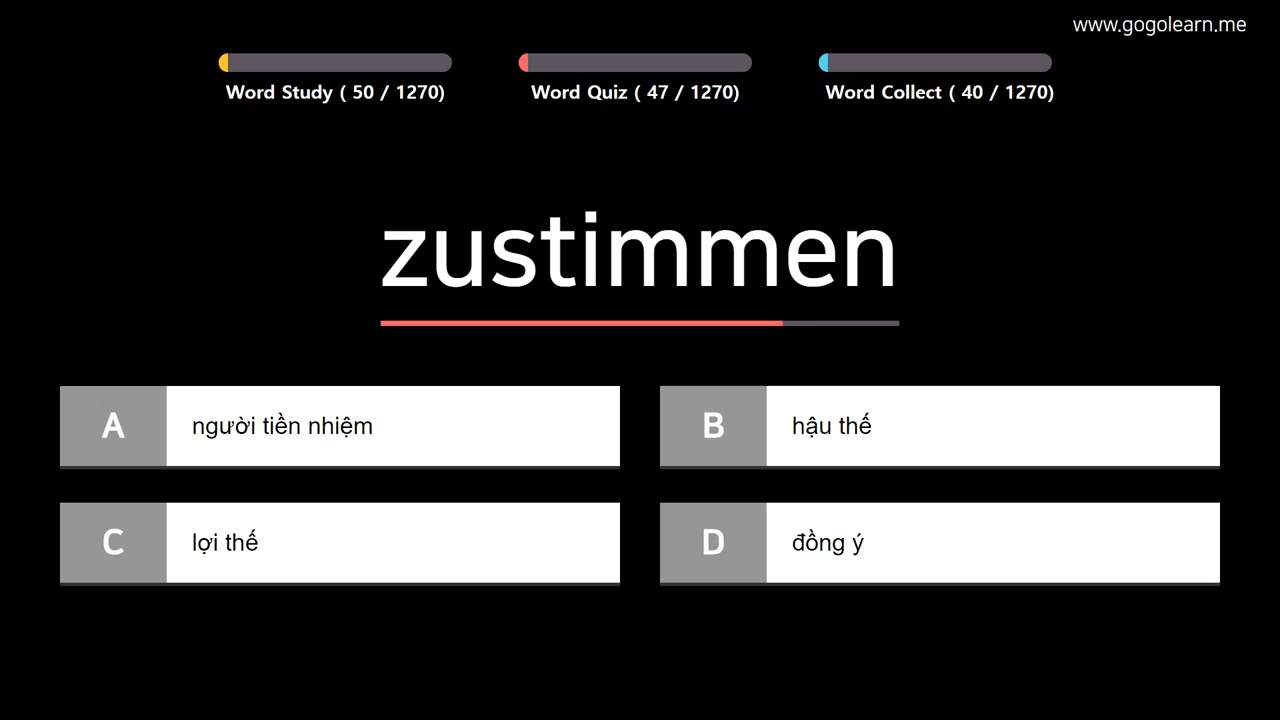 www.gogolearn.me
Word Study ( 50 / 1270)
Word Quiz ( 47 / 1270)
Word Collect ( 40 / 1270)
zustimmen
A
người tiền nhiệm
B
hậu thế
C
lợi thế
D
đồng ý